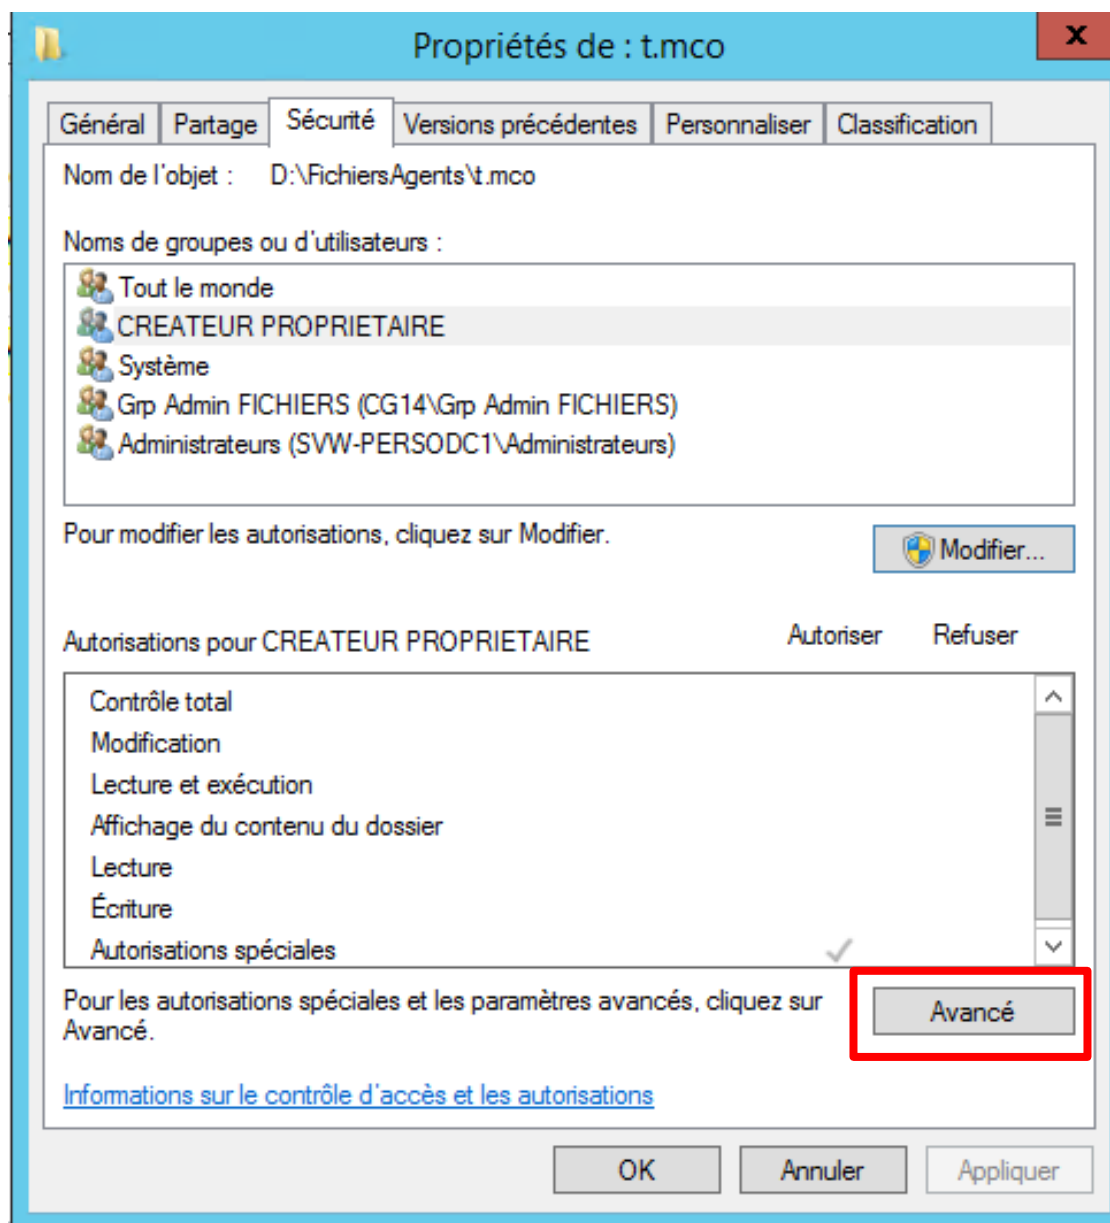 Propriétés de : t.mco
x
Général Partage Sécurité Versions précédentes Personnaliser Classification
Nom de l'objet : D:\FichiersAgents\t.mco
Noms de groupes ou d'utilisateurs :
Tout le monde
CREATEUR PROPRIETAIRE
Système
Grp Admin FICHIERS (CG14\Grp Admin FICHIERS)
Administrateurs (SVW-PERSODC1\Administrateurs)
Pour modifier les autorisations, cliquez sur Modifier.
Modifier...
Autorisations pour CREATEUR PROPRIETAIRE Autoriser Refuser
Contrôle total
Modification
Lecture et exécution
Affichage du contenu du dossier
Lecture
Écriture
Autorisations spéciales
Pour les autorisations spéciales et les paramètres avancés, cliquez sur
Avancé.
Avancé
Informations sur le contrôle d'accès et les autorisations
OK Annuler Appliquer